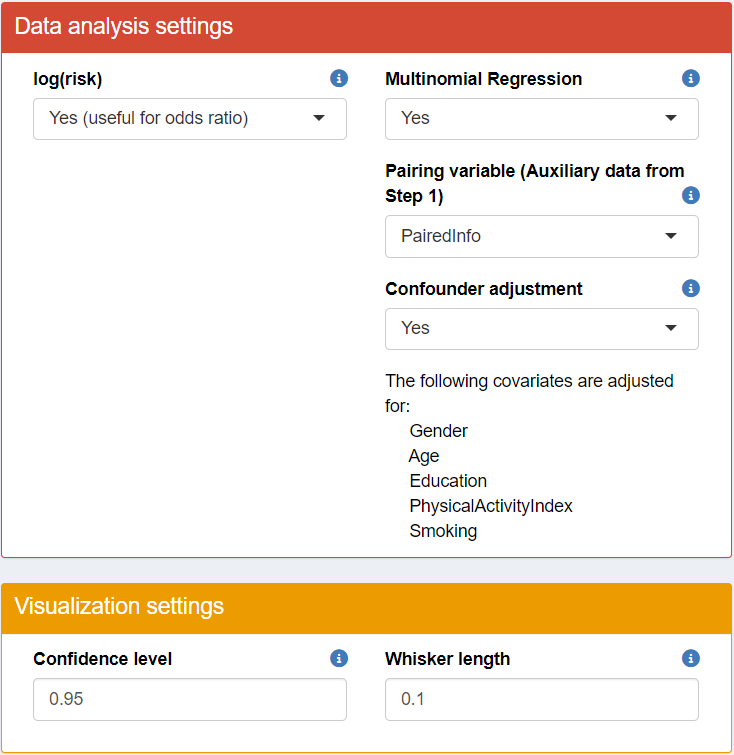 Data analysis settings
log(risk)
Yes (useful for odds ratio)
Multinomial Regression
Yes
Pairing variable (Auxiliary data from
Step 1)
PairedInfo
Confounder adjustment
Yes
The following covariates are adjusted
for:
Gender
Age
Education
PhysicalActivityIndex
Smoking
Visualization settings
Confidence level
0.95
Whisker length
0.1